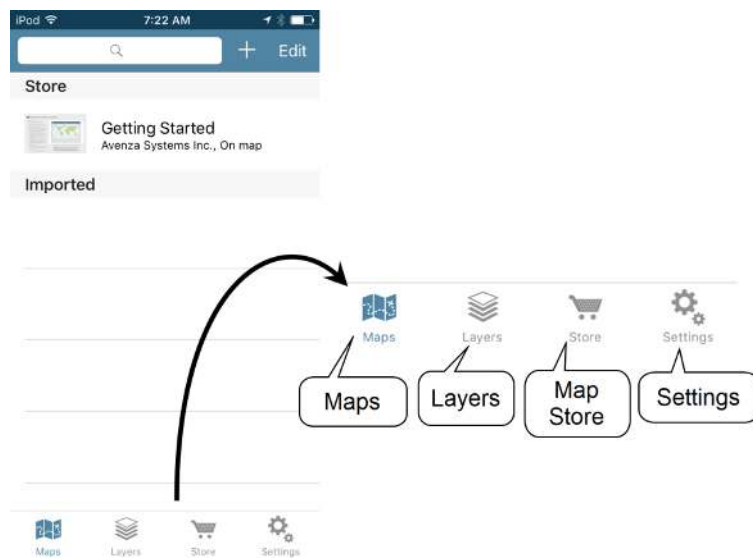 iPod 7:22 AM
Edit
Store
Getting Started
Avenza Systems Inc., On map
Imported
Maps Layers Store Settings
Maps Layers Map Store Settings
Maps Layers Store Settings